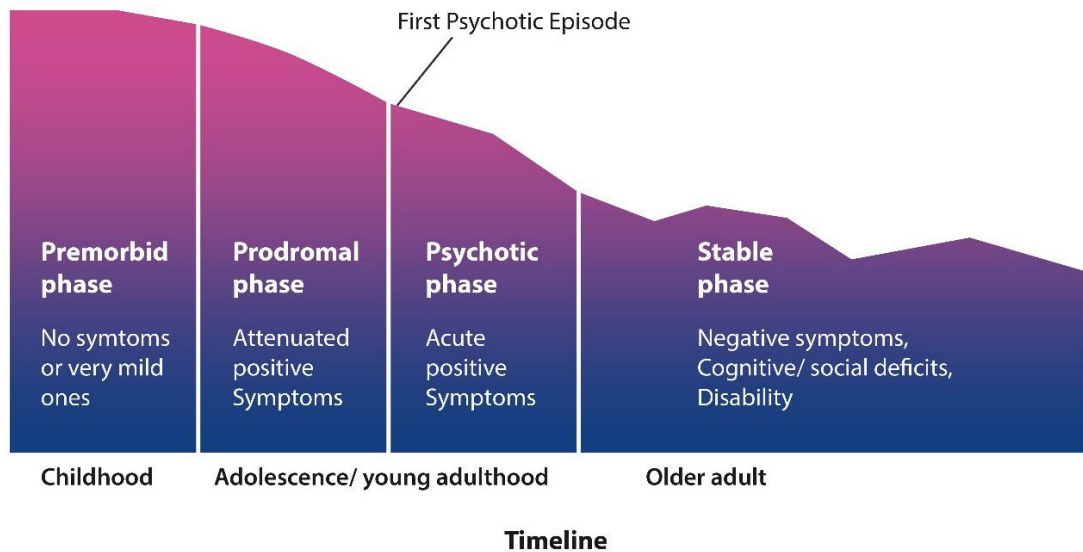 First Psychotic Episode
Premorbid
phase
No symtoms
or very mild
ones
Prodromal
phase
Attenuated
positive
Symptoms
Psychotic
phase
Acute
positive
Symptoms
Stable
phase
Negative symptoms,
Cognitive/ social deficits,
Disability
Childhood
Adolescence/ young adulthood
Older adult
Timeline